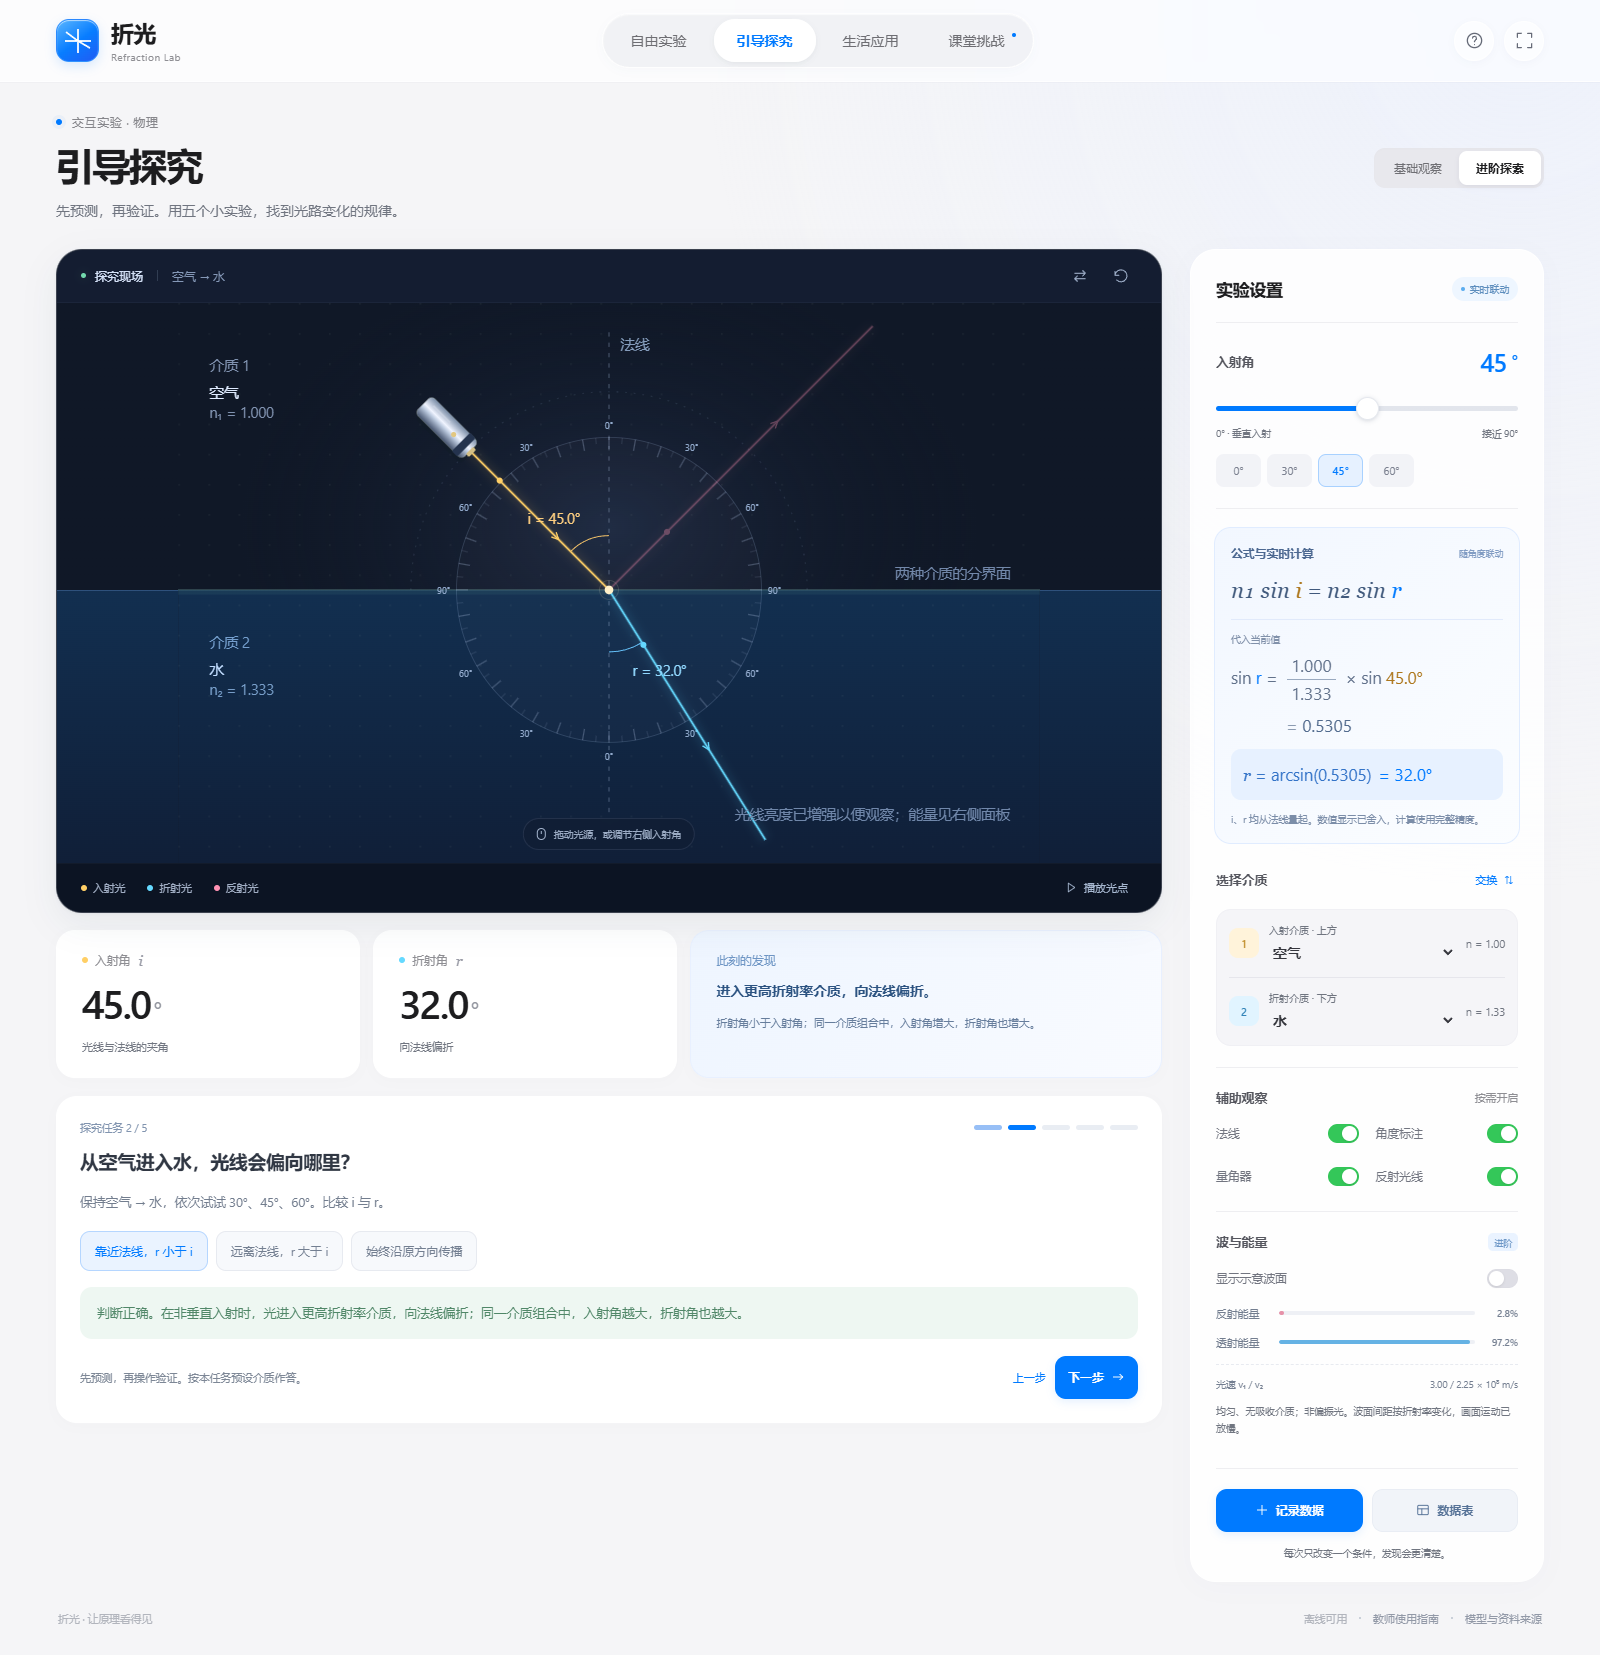 折光
Refraction Lab
自由实验
引导探究
生活应用
课堂挑战
交互实验 · 物理
引导探究
先预测，再验证。用五个小实验，找到光路变化的规律。
基础观察
进阶探索
探究现场
空气 → 水
法线
介质 1
空气
n₁ = 1.000
0°
30°
30°
60°
60°
i = 45.0°
两种介质的分界面
90°
90°
介质 2
水
n₂ = 1.333
r = 32.0°
60°
60°
30°
30°
0°
光线亮度已增强以便观察；能量见右侧面板
拖动光源，或调节右侧入射角
入射光
折射光
反射光
播放光点
入射角 i
45.0°
光线与法线的夹角
折射角 r
32.0°
向法线偏折
此刻的发现
进入更高折射率介质，向法线偏折。
折射角小于入射角；同一介质组合中，入射角增大，折射角也增大。
探究任务 2 / 5
从空气进入水，光线会偏向哪里？
保持空气 → 水，依次试试 30°、45°、60°。比较 i 与 r。
靠近法线，r 小于 i
远离法线，r 大于 i
始终沿原方向传播
判断正确。在非垂直入射时，光进入更高折射率介质，向法线偏折；同一介质组合中，入射角越大，折射角也越大。
先预测，再操作验证。按本任务预设介质作答。
上一步
下一步 →
实验设置
实时联动
入射角
45°
0° · 垂直入射
接近 90°
0°
30°
45°
60°
公式与实时计算
随角度联动
n₁ sin i = n₂ sin r
代入当前值
sin r = 1.000 / 1.333 × sin 45.0°
= 0.5305
r = arcsin(0.5305) = 32.0°
i、r 均从法线量起。数值显示已舍入，计算使用完整精度。
选择介质
交换 ⇅
1
入射介质 · 上方
空气
n = 1.00
2
折射介质 · 下方
水
n = 1.33
辅助观察
按需开启
法线
角度标注
量角器
反射光线
波与能量
进阶
显示示意波面
反射能量
2.8%
透射能量
97.2%
光速 v₁ / v₂
3.00 / 2.25 × 10⁸ m/s
均匀、无吸收介质；非偏振光。波面间距按折射率变化，画面运动已
放慢。
记录数据
数据表
每次只改变一个条件，发现会更清楚。
折光 · 让原理看得见
离线可用 · 教师使用指南 · 模型与资料来源